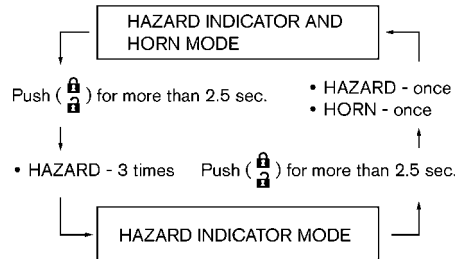 HAZARD INDICATOR AND
HORN MODE
Push ( ) for more than 2.5 sec.
• HAZARD - once
• HORN - once
• HAZARD - 3 times
Push ( ) for more than 2.5 sec.
HAZARD INDICATOR MODE